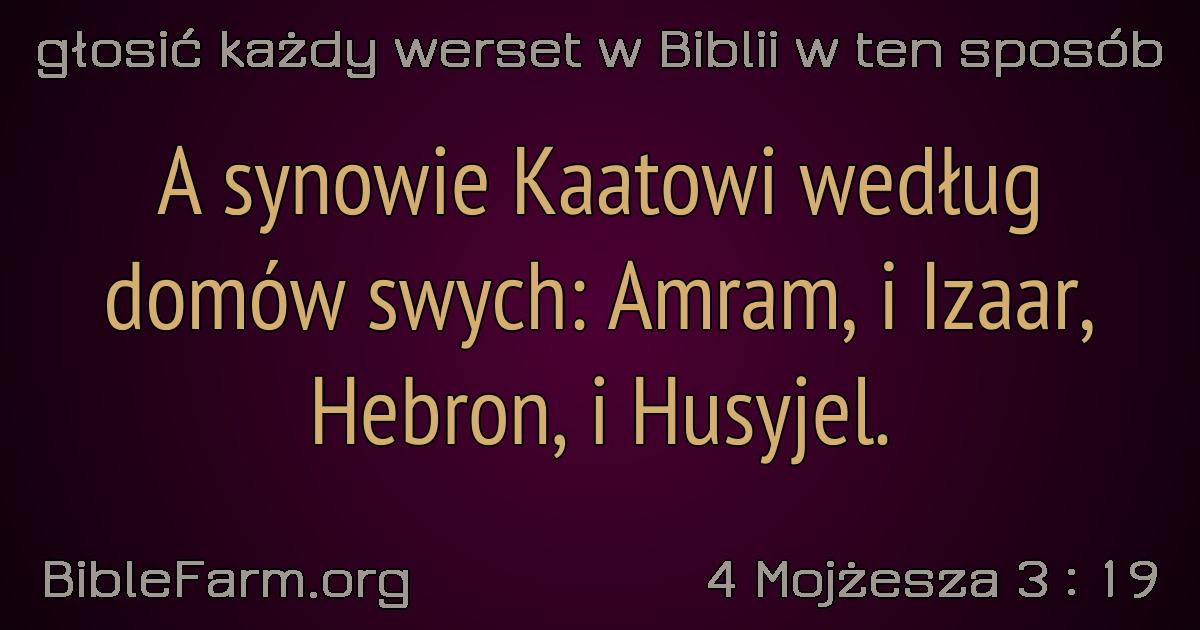 głosić każdy werset w Biblii w ten sposób
A synowie Kaatowi według
domów swych: Amram, i Izaar,
Hebron, i Husyjel.
BibleFarm.org
4 Mojżesza 3 : 19